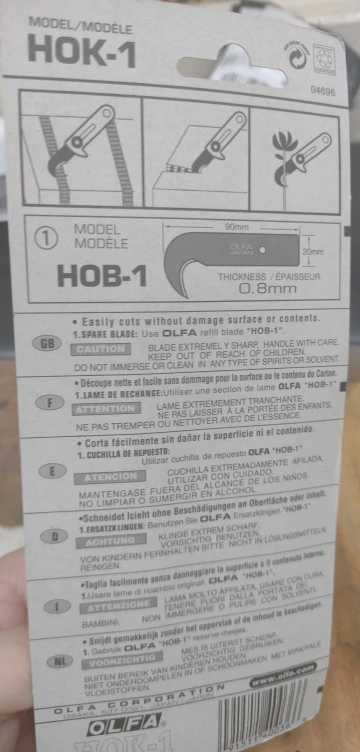 MODEL/MODÈLE
HOK-1
04696
1 MODEL
MODÈLE
HOB-1
90mm
OLFA
JAPAN
20mm
THICKNESS / ÉPAISSEUR
0.8mm
GB
• Easily cuts without damage surface or contents.
1.SPARE BLADE: Use OLFA refill blade "HOB-1".
CAUTION BLADE EXTREMELY SHARP, HANDLE WITH CARE.
KEEP OUT OF REACH OF CHILDREN.
DO NOT IMMERSE OR CLEAN IN ANY TYPE OF SPIRITS OR SOLVENT.
F
• Découpe nette et facile sans dommage pour la surface ou le contenu du Carton.
1.LAME DE RECHANGE: Utiliser une section de lame OLFA "HOB-1"
ATTENTION LAME EXTREMEMENT TRANCHANTE.
NE PAS LAISSER À LA PORTÉE DES ENFANTS.
NE PAS TREMPER OU NETTOYER AVEC DE L'ESSENCE.
E
• Corta fácilmente sin dañar la superficie ni el contenido.
1. CUCHILLA DE REPUESTO:
Utilizar cuchilla de repuesto OLFA "HOB-1"
ATENCION CUCHILLA EXTREMADAMENTE AFILADA,
UTILIZAR CON CUIDADO.
MANTENGASE FUERA DEL ALCANCE DE LOS NIÑOS.
NO LIMPIAR O SUMERGIR EN ALCOHOL.
D
•Schneidet leicht ohne Beschädigungen an Oberfläche oder inhalt.
1.ERSATZKLINGEN: Benutzen Sie OLFA Ersatzklingen "HOB-1"
ACHTUNG KLINGE EXTREM SCHARF,
VORSICHTIG BENUTZEN.
VON KINDERN FERNHALTEN BITTE NICHT IN LÖSUNGSMITTELN
REINIGEN.
I
•Taglia facilmente senza danneggiare la superficie o il contenuto interno.
1.Usare lama di ricambio original OLFA "HOB-1".
ATTENZIONE LAMA MOLTO AFFILATA, USARE CON CURA.
TENERE FUORI DALLA PORTATA DEI
BAMBINI. NON IMMERGERE O PULIRE CON SOLVENTI.
NL
• Snijdt gemakkelijk zonder het oppervlak of de inhoud te beschadigen.
1. Gebruik OLFA "HOB-1" reserve-mesjes.
VOORZICHTIG MES IS UITERST SCHERP,
VOORZICHTIG GEBRUIKEN.
BUITEN BEREIK VAN KINDEREN HOUDEN.
NIET ONDERDOMPELEN IN OF SCHOONMAKEN MET MINERALE
VLOEISTOFFEN.
OLFA CORPORATION
OSAKA JAPAN
www.olfa.com
OLFA
HOK-1